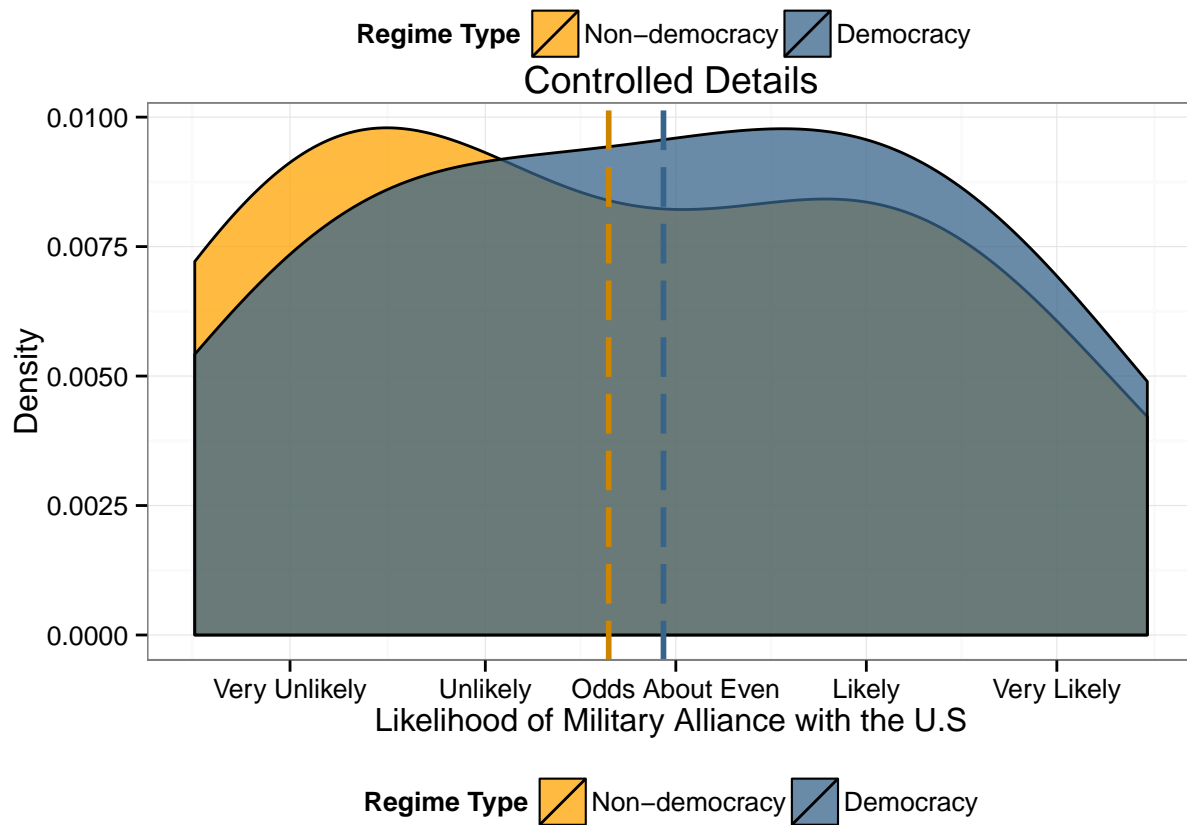 Regime Type Non−democracy Democracy
Controlled Details
0.0100
0.0075
0.0050
0.0025
0.0000
Density
Very Unlikely Unlikely Odds About Even Likely Very Likely
Likelihood of Military Alliance with the U.S
Regime Type Non−democracy Democracy